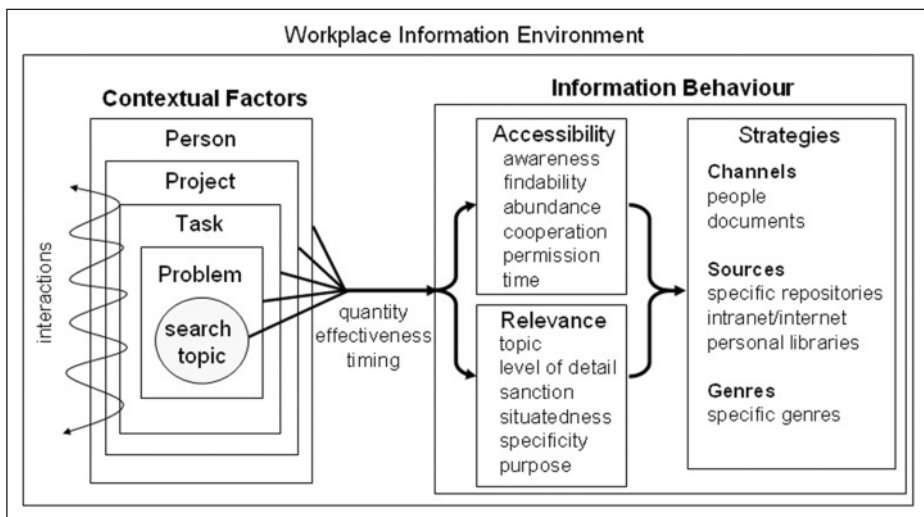 Workplace Information Environment
Contextual Factors
Person
Project
Task
Problem
search
topic
interactions
quantity
effectiveness
timing
Information Behaviour
Accessibility
awareness
findability
abundance
cooperation
permission
time
Relevance
topic
level of detail
sanction
situatedness
specificity
purpose
Strategies
Channels
people
documents
Sources
specific repositories
intranet/internet
personal libraries
Genres
specific genres